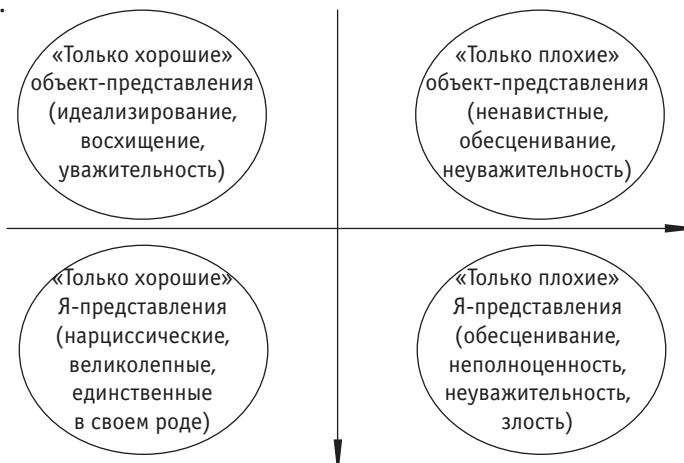 .
«Только хорошие»
объект-представления
(идеализирование,
восхищение,
уважительность)
«Только плохие»
объект-представления
(ненавистные,
обесценивание,
неуважительность)
«Только хорошие»
Я-представления
(нарциссические,
великолепные,
единственные
в своем роде)
«Только плохие»
Я-представления
(обесценивание,
неполноценность,
неуважительность,
злость)